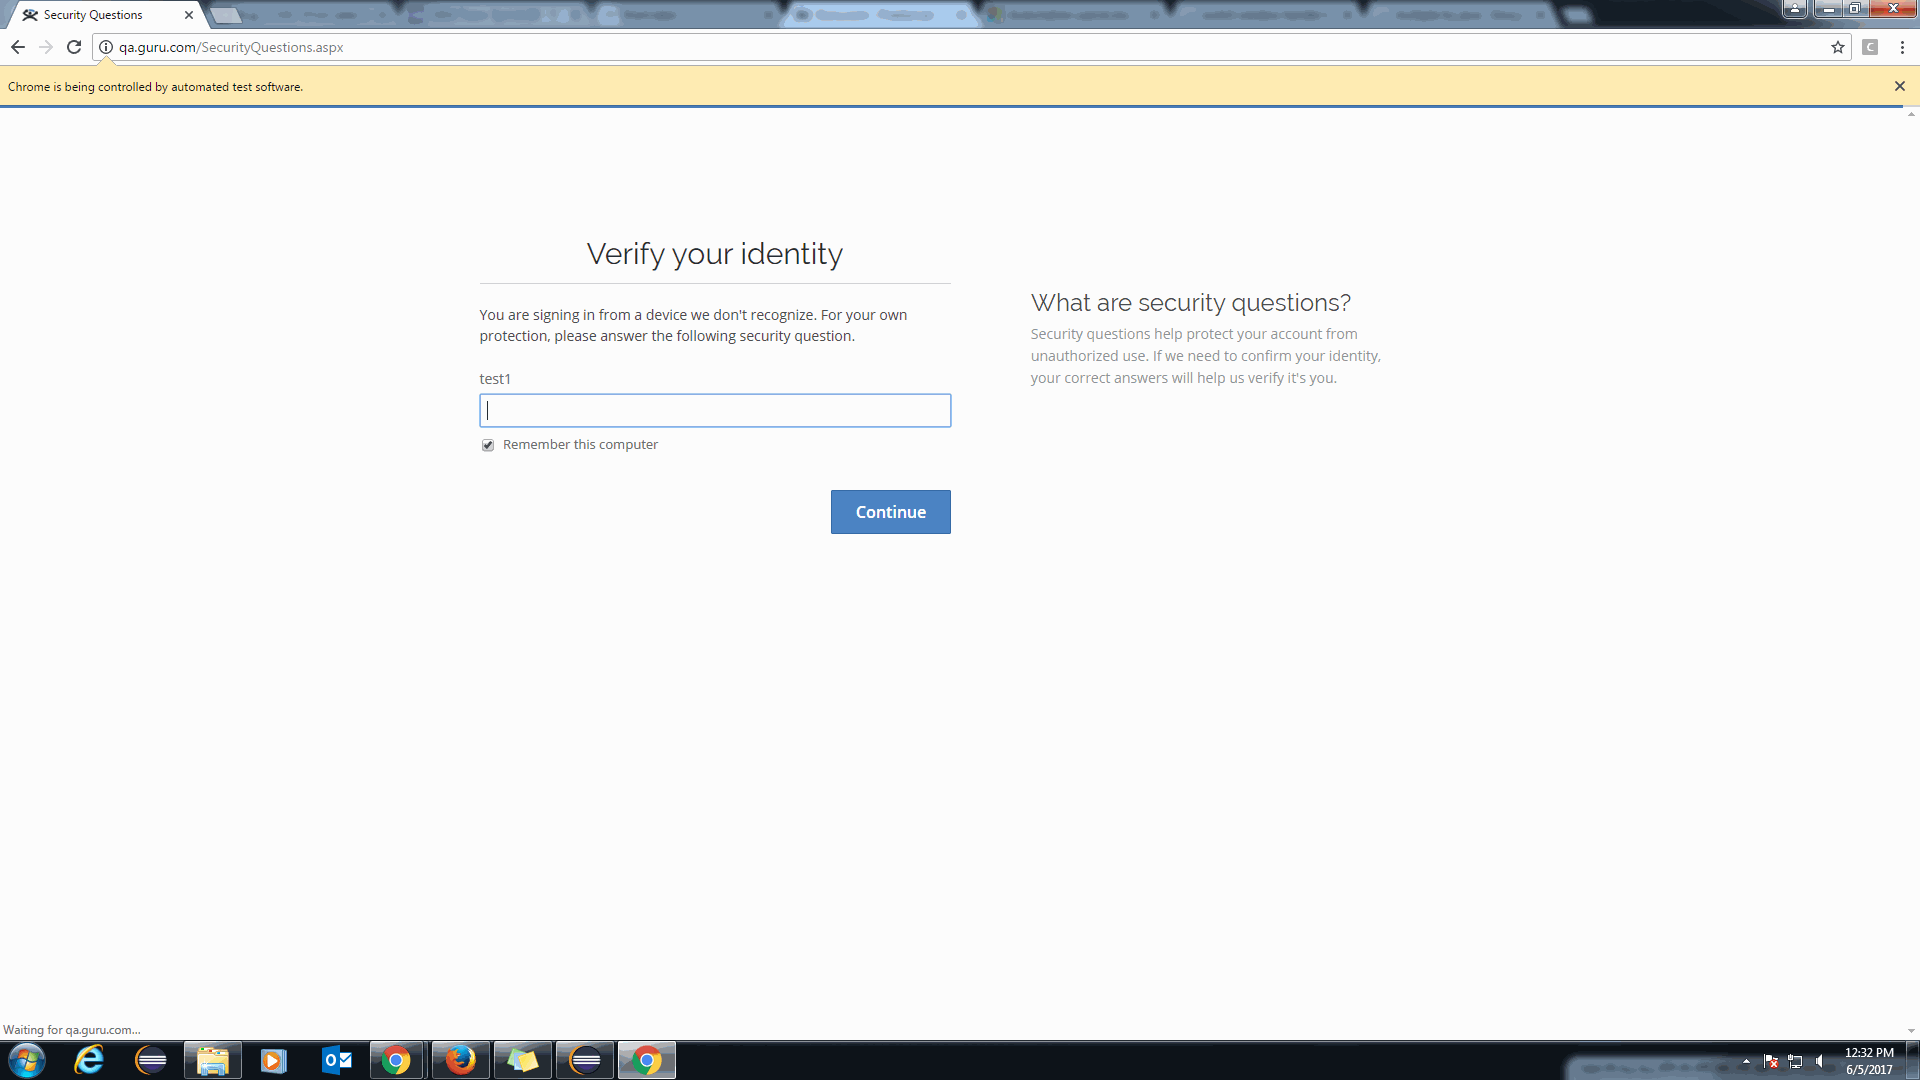 Security Questions
qa.guru.com/SecurityQuestions.aspx
C
Chrome is being controlled by automated test software.
Verify your identity
You are signing in from a device we don't recognize. For your own
protection, please answer the following security question.
test1
Remember this computer
Continue
What are security questions?
Security questions help protect your account from
unauthorized use. If we need to confirm your identity,
your correct answers will help us verify it's you.
Waiting for qa.guru.com...
12:32 PM
6/5/2017